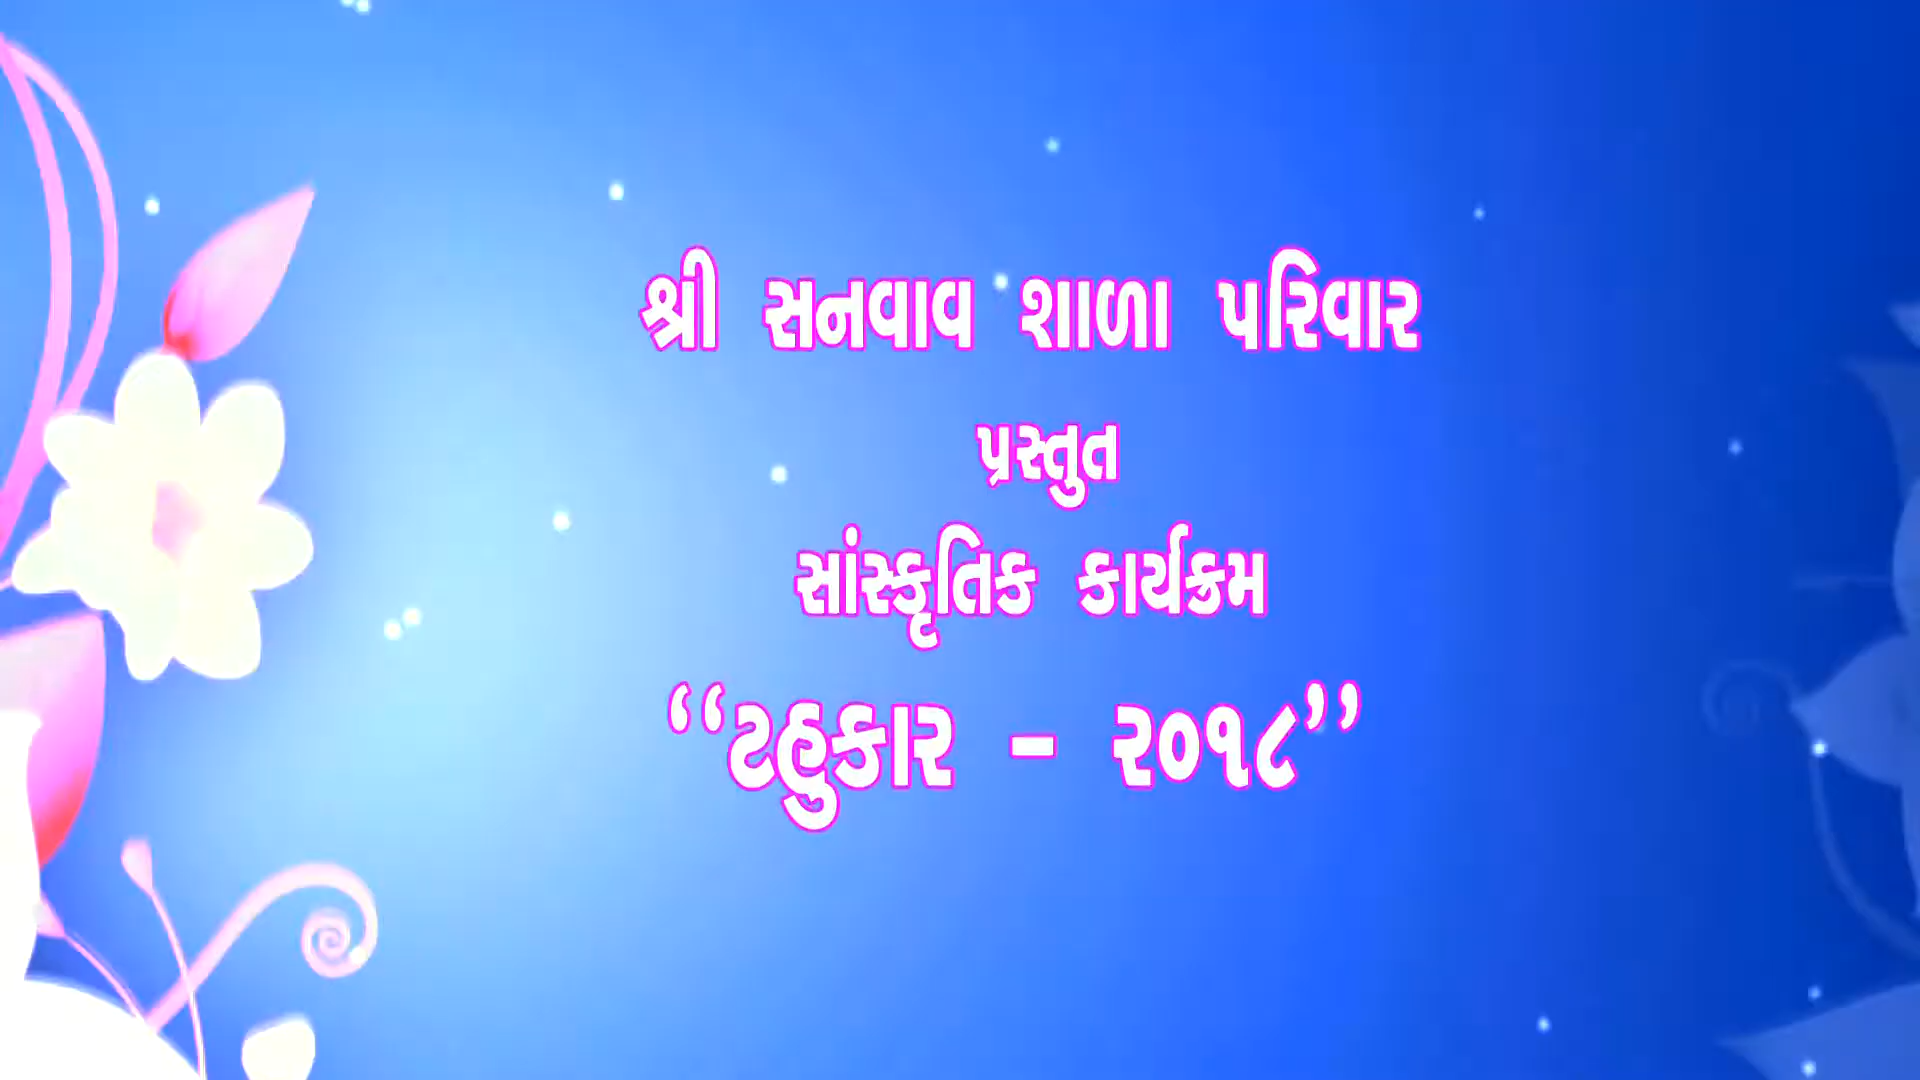 શ્રી સનવાવ શાળા પરિવાર
પ્રસ્તુત
સાંસ્કૃતિક કાર્યક્રમ
“ટહુકાર - ૨૦૧૮”